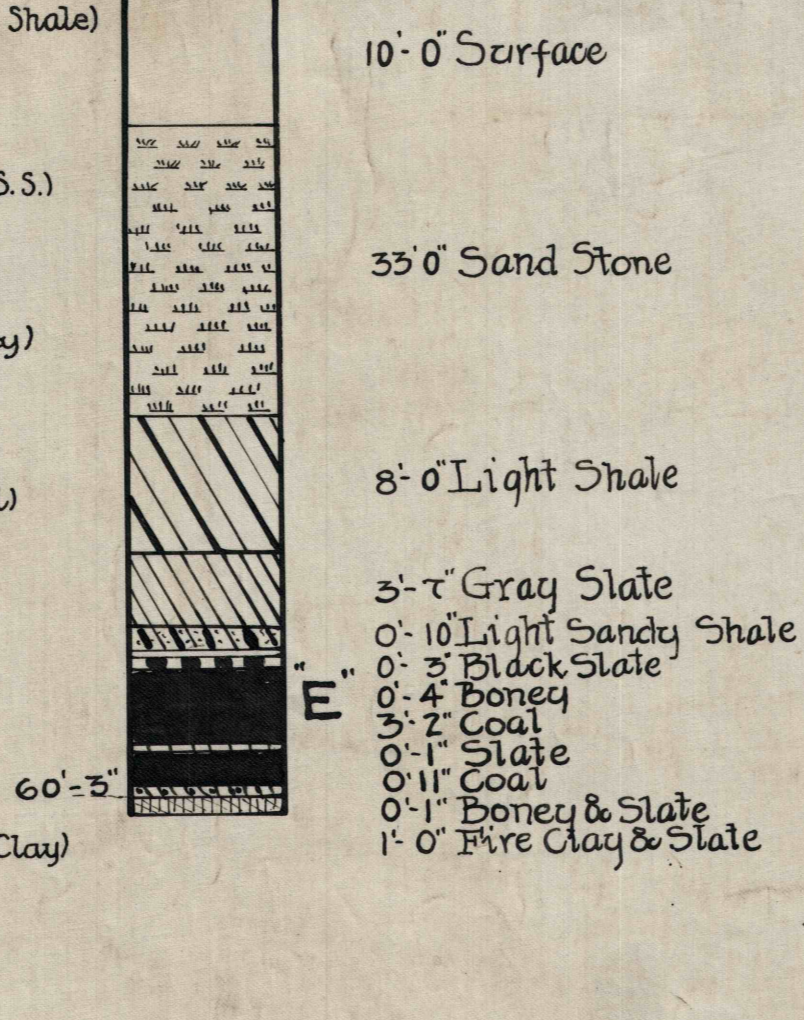 Shale)
10'-0" Surface
S.S.)
33'0" Sand Stone
y)
8'-0" Light Shale
)
3'-7" Gray Slate
0'-10" Light Sandy Shale
0'-3" Black Slate
"E"
0'-4" Boney
3'-2" Coal
0'-1" Slate
0'11" Coal
60'-3"
0'-1" Boney & Slate
1'-0" Fire Clay & Slate
Clay)